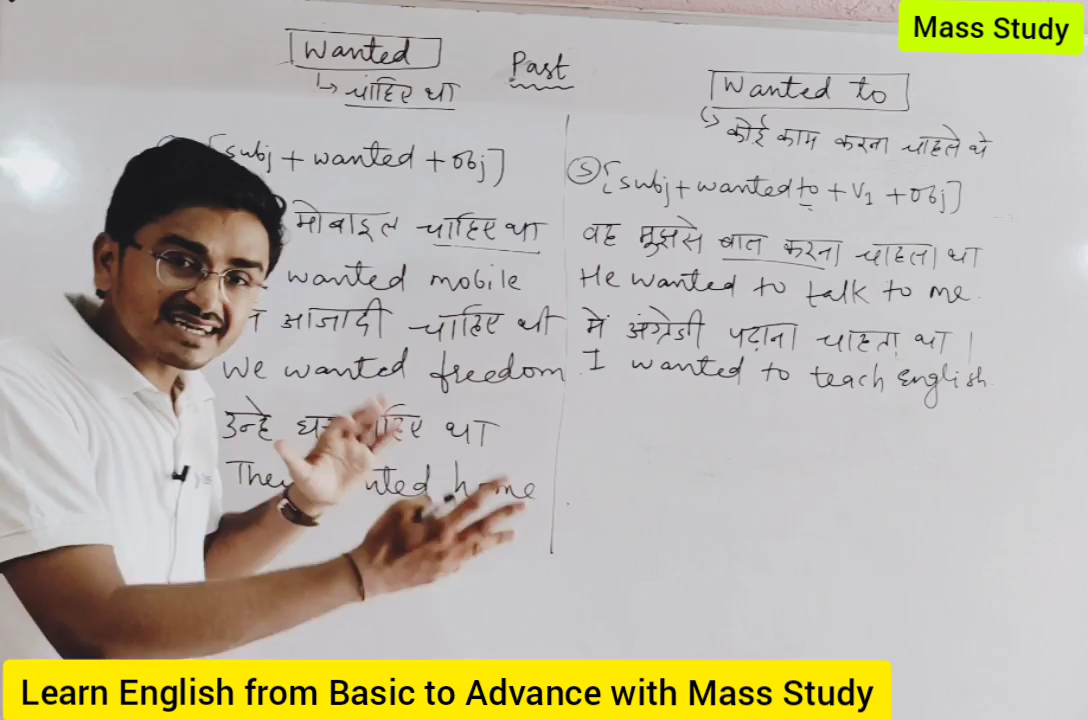 Mass Study
Wanted
↳ चाहिए था
Past
[subj + wanted + obj]
मोबाइल चाहिए था
wanted mobile
आजादी चाहिए थी
We wanted freedom
उन्हे चाहिए था
They wanted home
Wanted to
↳ कोई काम करना चाहते थे
(S) [subj + wanted to + V1 + obj]
वह मुझसे बात करना चाहता था
He wanted to talk to me.
में अंग्रेजी पढ़ाना चाहता था।
I wanted to teach English.
Learn English from Basic to Advance with Mass Study